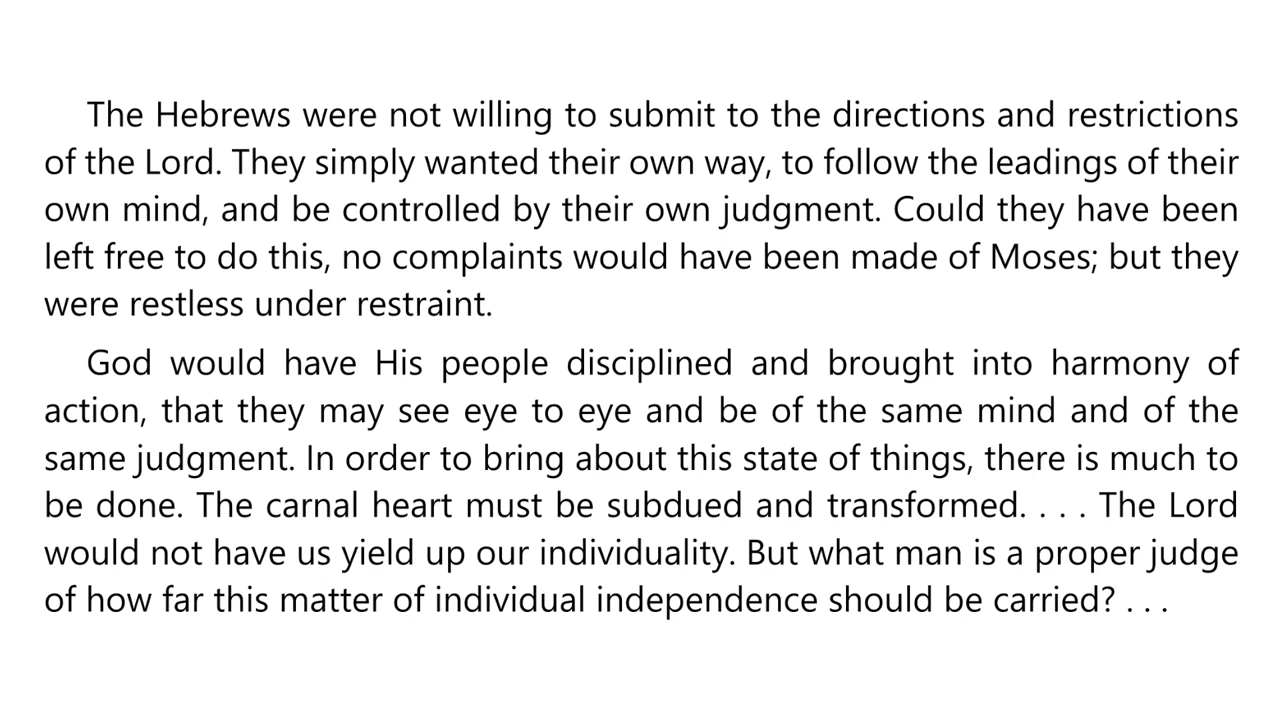 The Hebrews were not willing to submit to the directions and restrictions
of the Lord. They simply wanted their own way, to follow the leadings of their
own mind, and be controlled by their own judgment. Could they have been
left free to do this, no complaints would have been made of Moses; but they
were restless under restraint.
God would have His people disciplined and brought into harmony of
action, that they may see eye to eye and be of the same mind and of the
same judgment. In order to bring about this state of things, there is much to
be done. The carnal heart must be subdued and transformed. . . . The Lord
would not have us yield up our individuality. But what man is a proper judge
of how far this matter of individual independence should be carried? . . .